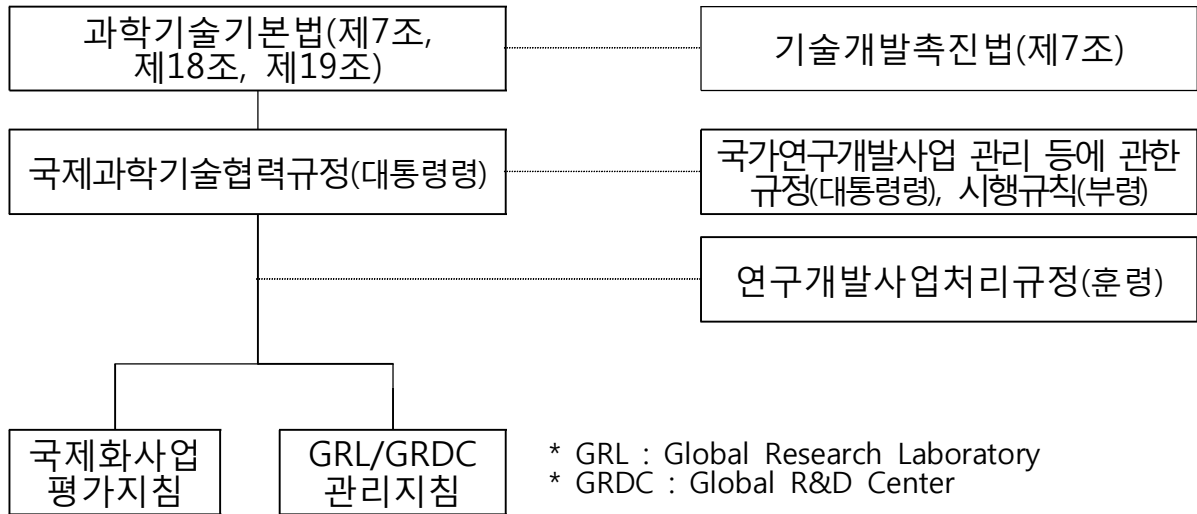 과학기술기본법(제7조,
제18조, 제19조)
기술개발촉진법(제7조)
국제과학기술협력규정(대통령령)
국가연구개발사업 관리 등에 관한
규정(대통령령), 시행규칙(부령)
연구개발사업처리규정(훈령)
국제화사업
평가지침
GRL/GRDC
관리지침
* GRL : Global Research Laboratory
* GRDC : Global R&D Center